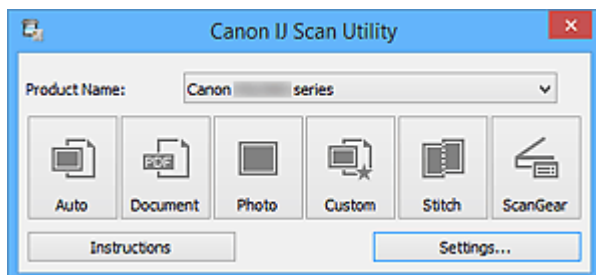 Canon IJ Scan Utility
Product Name: Canon series
PDF
Auto Document Photo Custom Stitch ScanGear
Instructions Settings...